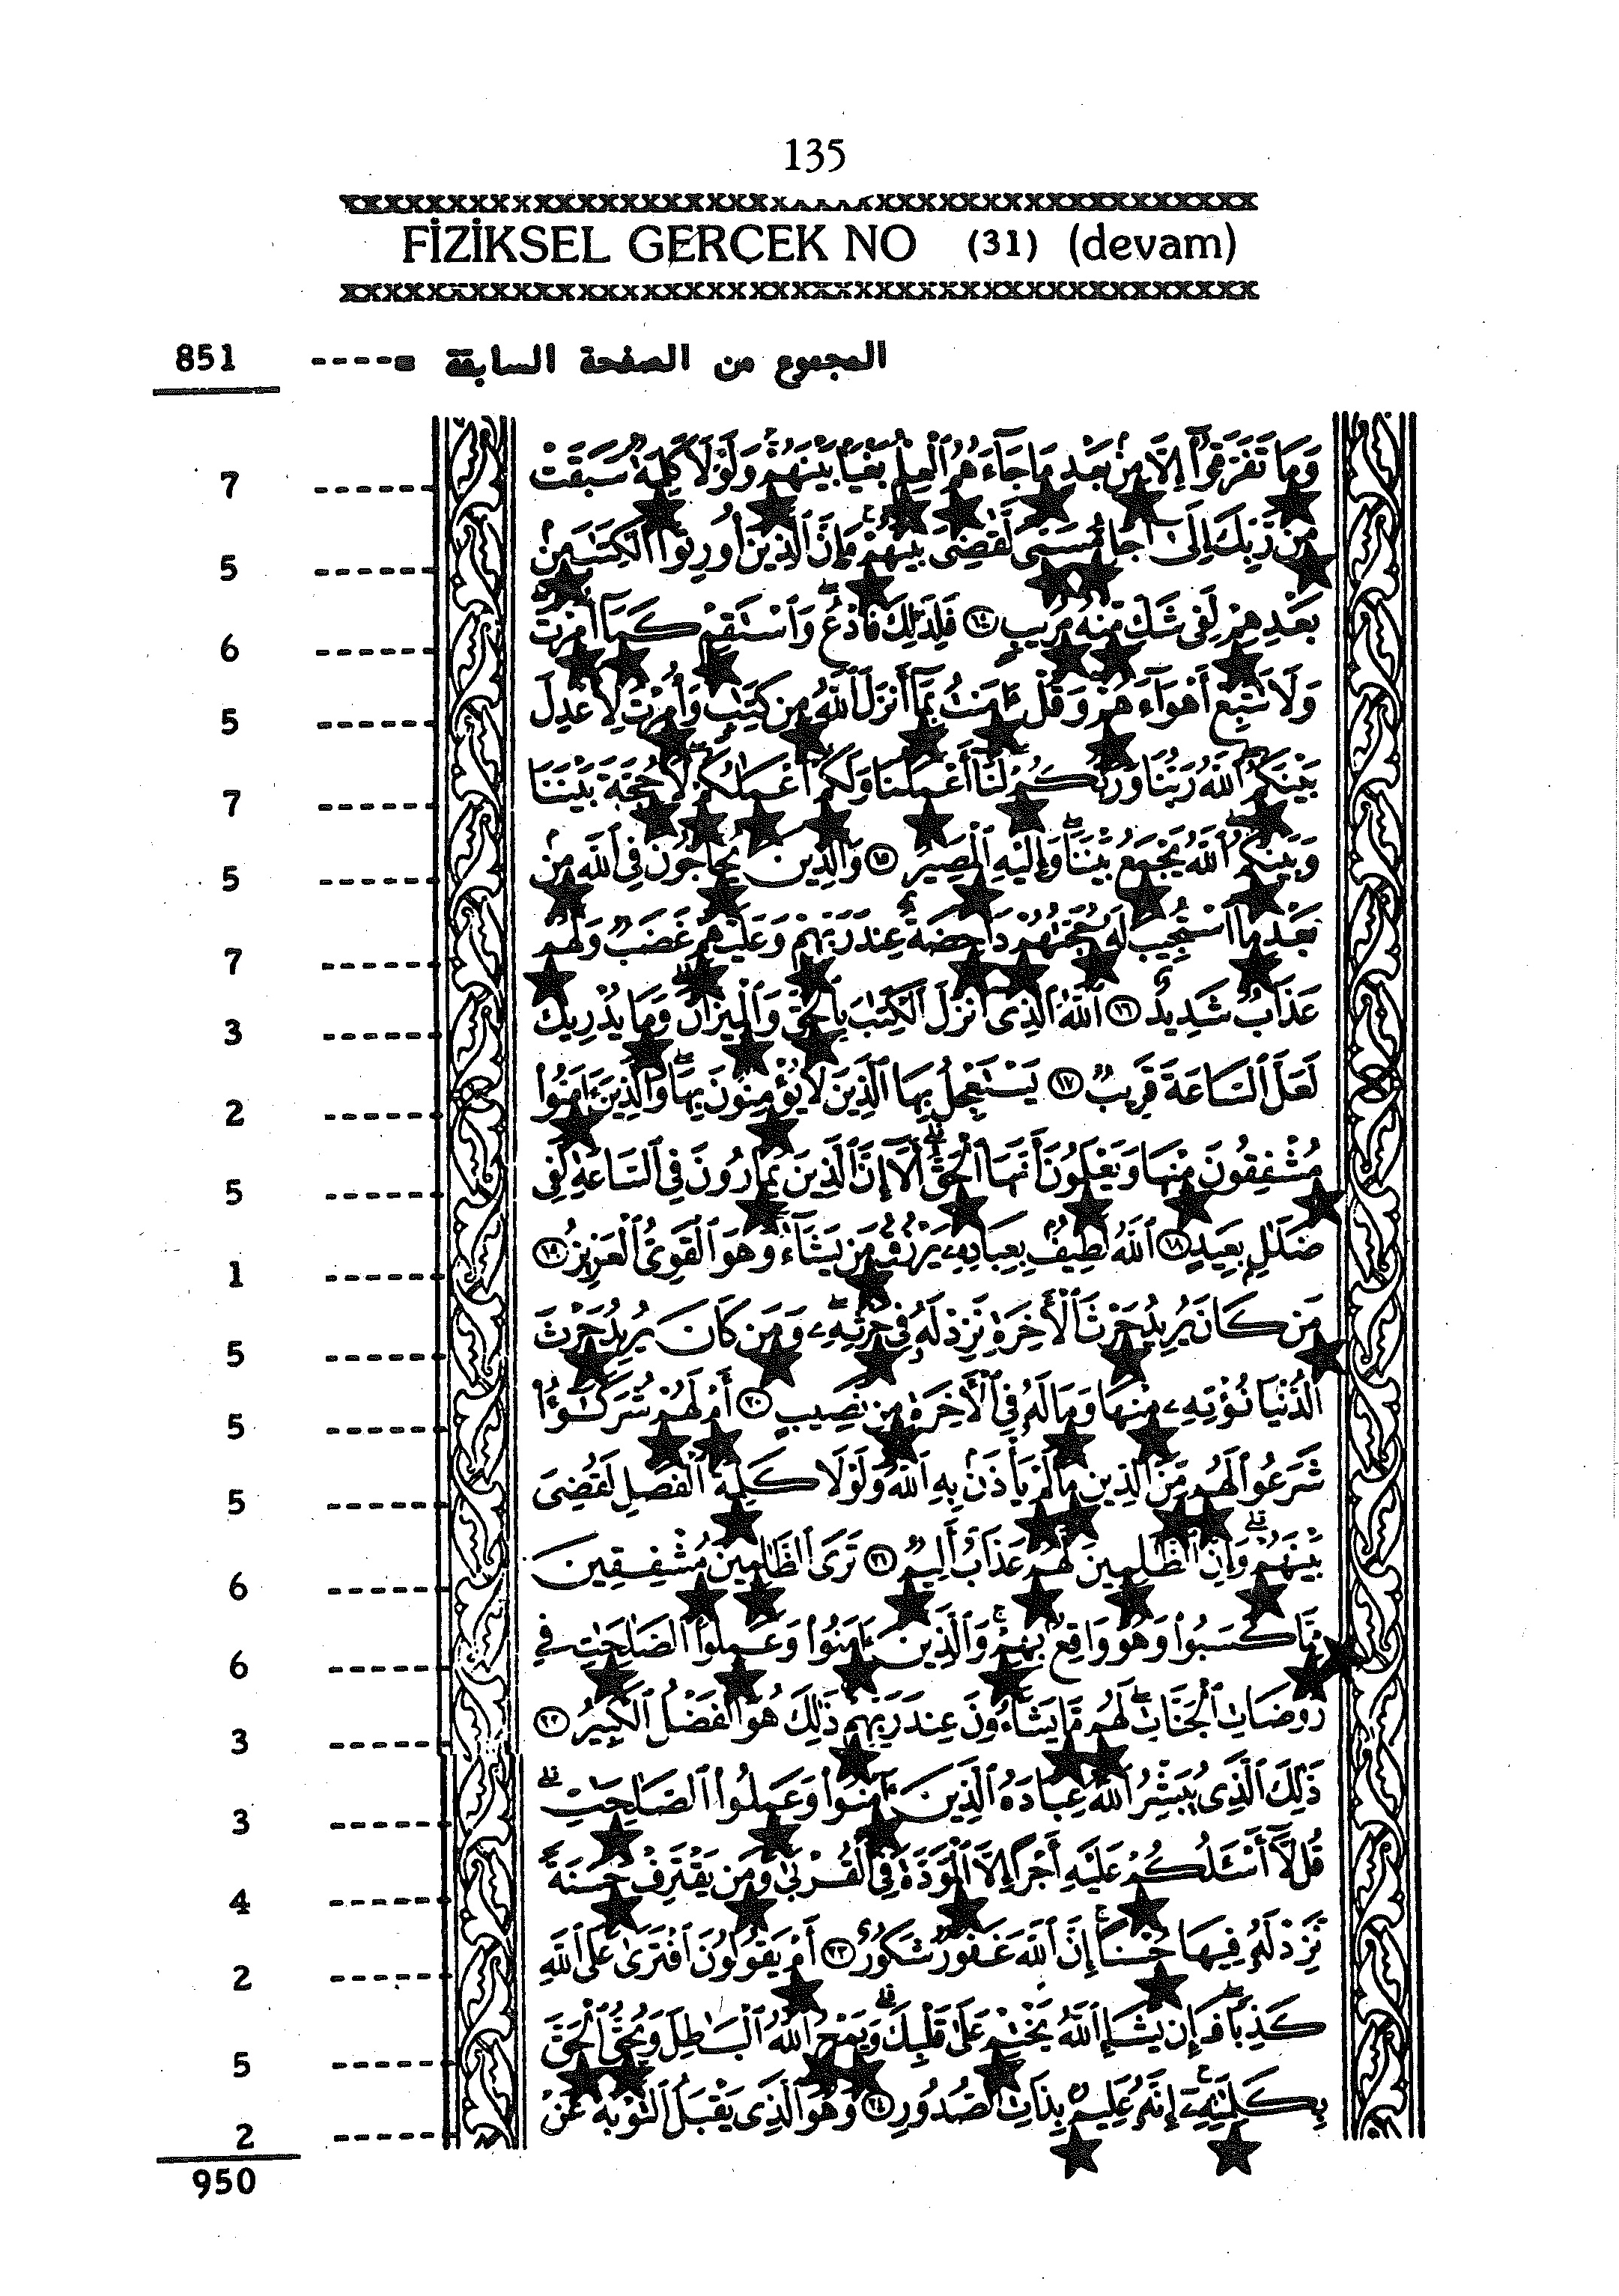 135
FİZİKSEL GERÇEK NO (31) (devam)
851 ----= المجموع من الصفحة السابقة
7 ------ وَمَا تَفَرَّقُوٓا۟ إِلَّا مِنۢ بَعْدِ مَا جَآءَهُمُ ٱلْعِلْمُ بَغْيًۢا بَيْنَهُمْ ۚ وَلَوْلَا كَلِمَةٌ سَبَقَتْ
5 ------ مِن رَّبِّكَ إِلَىٰٓ أَجَلٍ مُّسَمًّى لَّقُضِىَ بَيْنَهُمْ ۚ وَإِنَّ ٱلَّذِينَ أُورِثُوا۟ ٱلْكِتَـٰبَ مِنۢ
6 ------ بَعْدِهِمْ لَفِى شَكٍّ مِّنْهُ مُرِيبٍ ١٤ فَلِذَٰلِكَ فَٱدْعُ ۖ وَٱسْتَقِمْ كَمَآ أُمِرْتَ
5 ------ وَلَا تَتَّبِعْ أَهْوَآءَهُمْ وَقُلْ ءَامَنتُ بِمَآ أَنزَلَ ٱللَّهُ مِن كِتَـٰبٍ وَأُمِرْتُ لِأَعْدِلَ
7 ------ بَيْنَكُمُ ٱللَّهُ رَبُّنَا وَرَبُّكُمْ لَنَآ أَعْمَـٰلُنَا وَلَكُمْ أَعْمَـٰلُكُمْ لَا حُجَّةَ بَيْنَنَا
5 ------ وَبَيْنَكُمُ ٱللَّهُ يَجْمَعُ بَيْنَنَا ۖ وَإِلَيْهِ ٱلْمَصِيرُ ١٥ وَٱلَّذِينَ يُحَآجُّونَ فِى ٱللَّهِ مِنۢ
7 ------ بَعْدِ مَا ٱسْتُجِيبَ لَهُۥ حُجَّتُهُمْ دَاحِضَةٌ عِندَ رَبِّهِمْ وَعَلَيْهِمْ غَضَبٌ وَلَهُمْ
3 ------ عَذَابٌ شَدِيدٌ ١٦ ٱللَّهُ ٱلَّذِىٓ أَنزَلَ ٱلْكِتَـٰبَ بِٱلْحَقِّ وَٱلْمِيزَانَ ۗ وَمَا يُدْرِيكَ
2 ------ لَعَلَّ ٱلسَّاعَةَ قَرِيبٌ ١٧ يَسْتَعْجِلُ بِهَا ٱلَّذِينَ لَا يُؤْمِنُونَ بِهَا ۖ وَٱلَّذِينَ ءَامَنُوا۟
5 ------ مُشْفِقُونَ مِنْهَا وَيَعْلَمُونَ أَنَّهَا ٱلْحَقُّ ۗ أَلَآ إِنَّ ٱلَّذِينَ يُمَارُونَ فِى ٱلسَّاعَةِ لَفِى
1 ------ ضَلَـٰلٍۭ بَعِيدٍ ١٨ ٱللَّهُ لَطِيفٌۢ بِعِبَادِهِۦ يَرْزُقُ مَن يَشَآءُ ۖ وَهُوَ ٱلْقَوِىُّ ٱلْعَزِيزُ ١٩
5 ------ مَن كَانَ يُرِيدُ حَرْثَ ٱلْـَٔاخِرَةِ نَزِدْ لَهُۥ فِى حَرْثِهِۦ ۖ وَمَن كَانَ يُرِيدُ حَرْثَ
5 ------ ٱلدُّنْيَا نُؤْتِهِۦ مِنْهَا وَمَا لَهُۥ فِى ٱلْـَٔاخِرَةِ مِن نَّصِيبٍ ٢٠ أَمْ لَهُمْ شُرَكَـٰٓؤُا۟
5 ------ شَرَعُوا۟ لَهُم مِّنَ ٱلدِّينِ مَا لَمْ يَأْذَنۢ بِهِ ٱللَّهُ ۚ وَلَوْلَا كَلِمَةُ ٱلْفَصْلِ لَقُضِىَ
6 ------ بَيْنَهُمْ ۗ وَإِنَّ ٱلظَّـٰلِمِينَ لَهُمْ عَذَابٌ أَلِيمٌ ٢١ تَرَى ٱلظَّـٰلِمِينَ مُشْفِقِينَ
6 ------ مِمَّا كَسَبُوا۟ وَهُوَ وَاقِعٌۢ بِهِمْ ۗ وَٱلَّذِينَ ءَامَنُوا۟ وَعَمِلُوا۟ ٱلصَّـٰلِحَـٰتِ فِى
3 ------ رَوْضَاتِ ٱلْجَنَّاتِ ۖ لَهُم مَّا يَشَآءُونَ عِندَ رَبِّهِمْ ۚ ذَٰلِكَ هُوَ ٱلْفَضْلُ ٱلْكَبِيرُ ٢٢
3 ------ ذَٰلِكَ ٱلَّذِى يُبَشِّرُ ٱللَّهُ عِبَادَهُ ٱلَّذِينَ ءَامَنُوا۟ وَعَمِلُوا۟ ٱلصَّـٰلِحَـٰتِ ۗ
4 ------ قُل لَّآ أَسْـَٔلُكُمْ عَلَيْهِ أَجْرًا إِلَّا ٱلْمَوَدَّةَ فِى ٱلْقُرْبَىٰ ۗ وَمَن يَقْتَرِفْ حَسَنَةً
2 ------ نَّزِدْ لَهُۥ فِيهَا حُسْنًا ۚ إِنَّ ٱللَّهَ غَفُورٌ شَكُورٌ ٢٣ أَمْ يَقُولُونَ ٱفْتَرَىٰ عَلَى ٱللَّهِ
5 ------ كَذِبًا ۖ فَإِن يَشَإِ ٱللَّهُ يَخْتِمْ عَلَىٰ قَلْبِكَ ۗ وَيَمْحُ ٱللَّهُ ٱلْبَـٰطِلَ وَيُحِقُّ ٱلْحَقَّ
2 ------ بِكَلِمَـٰتِهِۦٓ ۚ إِنَّهُۥ عَلِيمٌۢ بِذَاتِ ٱلصُّدُورِ ٢٤ وَهُوَ ٱلَّذِى يَقْبَلُ ٱلتَّوْبَةَ عَنْ
950